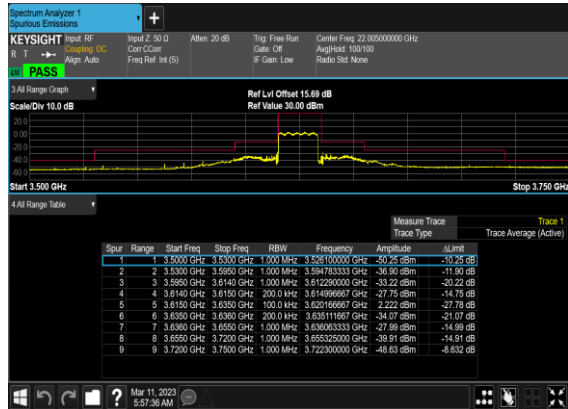 Spectrum Analyzer 1
Spurious Emissions
+
KEYSIGHT Input: RF Input Z: 50 Ω Atten: 20 dB Trig: Free Run Center Freq: 22.005000000 GHz
R T Coupling: DC Corr CCorr Gate: Off Avg|Hold: 100/100
Align: Auto Freq Ref: Int (S) IF Gain: Low Radio Std: None
PASS
3 All Range Graph
Ref Lvl Offset 15.69 dB
Scale/Div 10.0 dB Ref Value 30.00 dBm
20.0
0.00
-20.0
-40.0
-60.0
Start 3.500 GHz Stop 3.750 GHz
4 All Range Table
Measure Trace Trace 1
Trace Type Trace Average (Active)
Spur Range Start Freq Stop Freq RBW Frequency Amplitude ΔLimit
1 1 3.5000 GHz 3.5300 GHz 1.000 MHz 3.526100000 GHz -50.25 dBm -10.25 dB
2 2 3.5300 GHz 3.5950 GHz 1.000 MHz 3.594783333 GHz -36.90 dBm -11.90 dB
3 3 3.5950 GHz 3.6140 GHz 1.000 MHz 3.612290000 GHz -33.22 dBm -20.22 dB
4 4 3.6140 GHz 3.6150 GHz 200.0 kHz 3.614996667 GHz -27.75 dBm -14.75 dB
5 5 3.6150 GHz 3.6350 GHz 100.0 kHz 3.620166667 GHz 2.222 dBm -27.78 dB
6 6 3.6350 GHz 3.6360 GHz 200.0 kHz 3.635111667 GHz -34.07 dBm -21.07 dB
7 7 3.6360 GHz 3.6550 GHz 1.000 MHz 3.636063333 GHz -27.99 dBm -14.99 dB
8 8 3.6550 GHz 3.7200 GHz 1.000 MHz 3.655325000 GHz -39.91 dBm -14.91 dB
9 9 3.7200 GHz 3.7500 GHz 1.000 MHz 3.722300000 GHz -48.63 dBm -8.632 dB
? Mar 11, 2023
5:57:36 AM